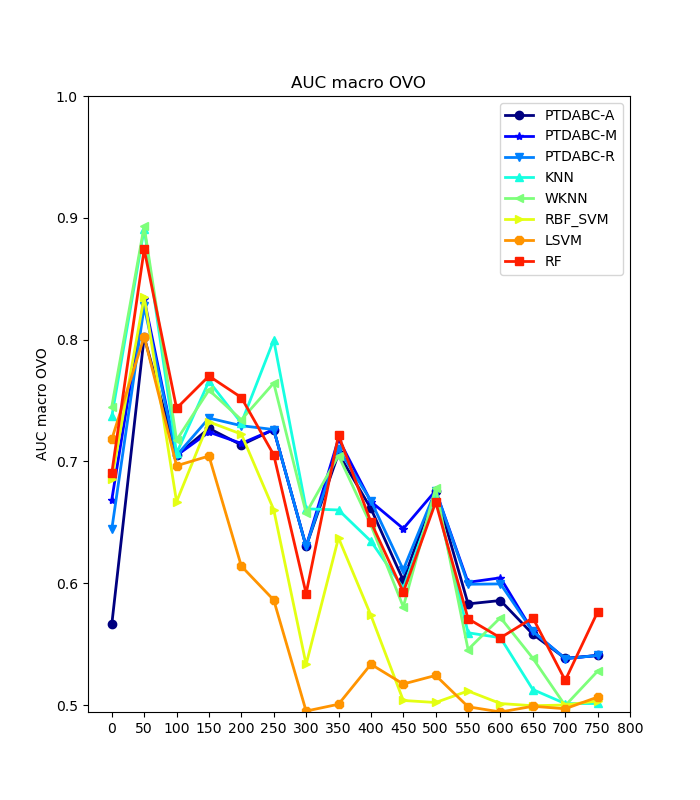 AUC macro OVO
1.0
0.9
0.8
0.7
0.6
0.5
AUC macro OVO
PTDABC-A
PTDABC-M
PTDABC-R
KNN
WKNN
RBF_SVM
LSVM
RF
0 50 100 150 200 250 300 350 400 450 500 550 600 650 700 750 800